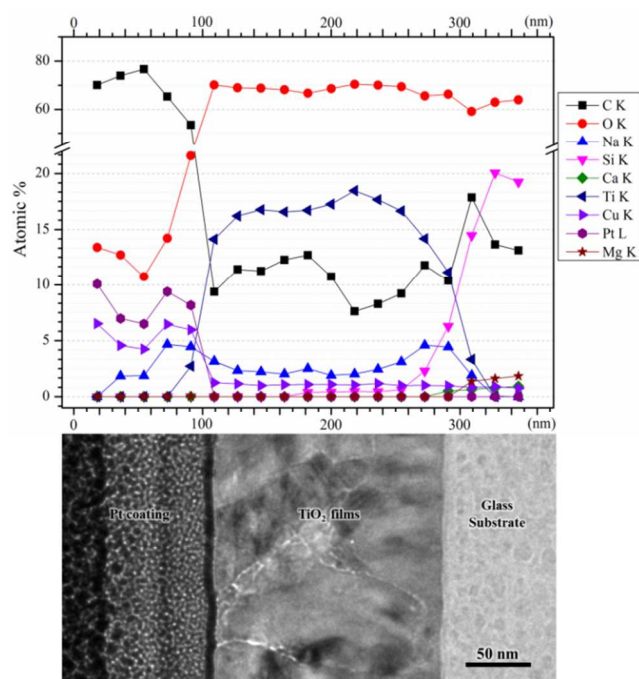 0 100 200 300 (nm)
80
60
20
15
10
5
0
Atomic %
C K
O K
Na K
Si K
Ca K
Ti K
Cu K
Pt L
Mg K
0 100 200 300 (nm)
Pt coating
TiO₂ films
Glass
Substrate
50 nm